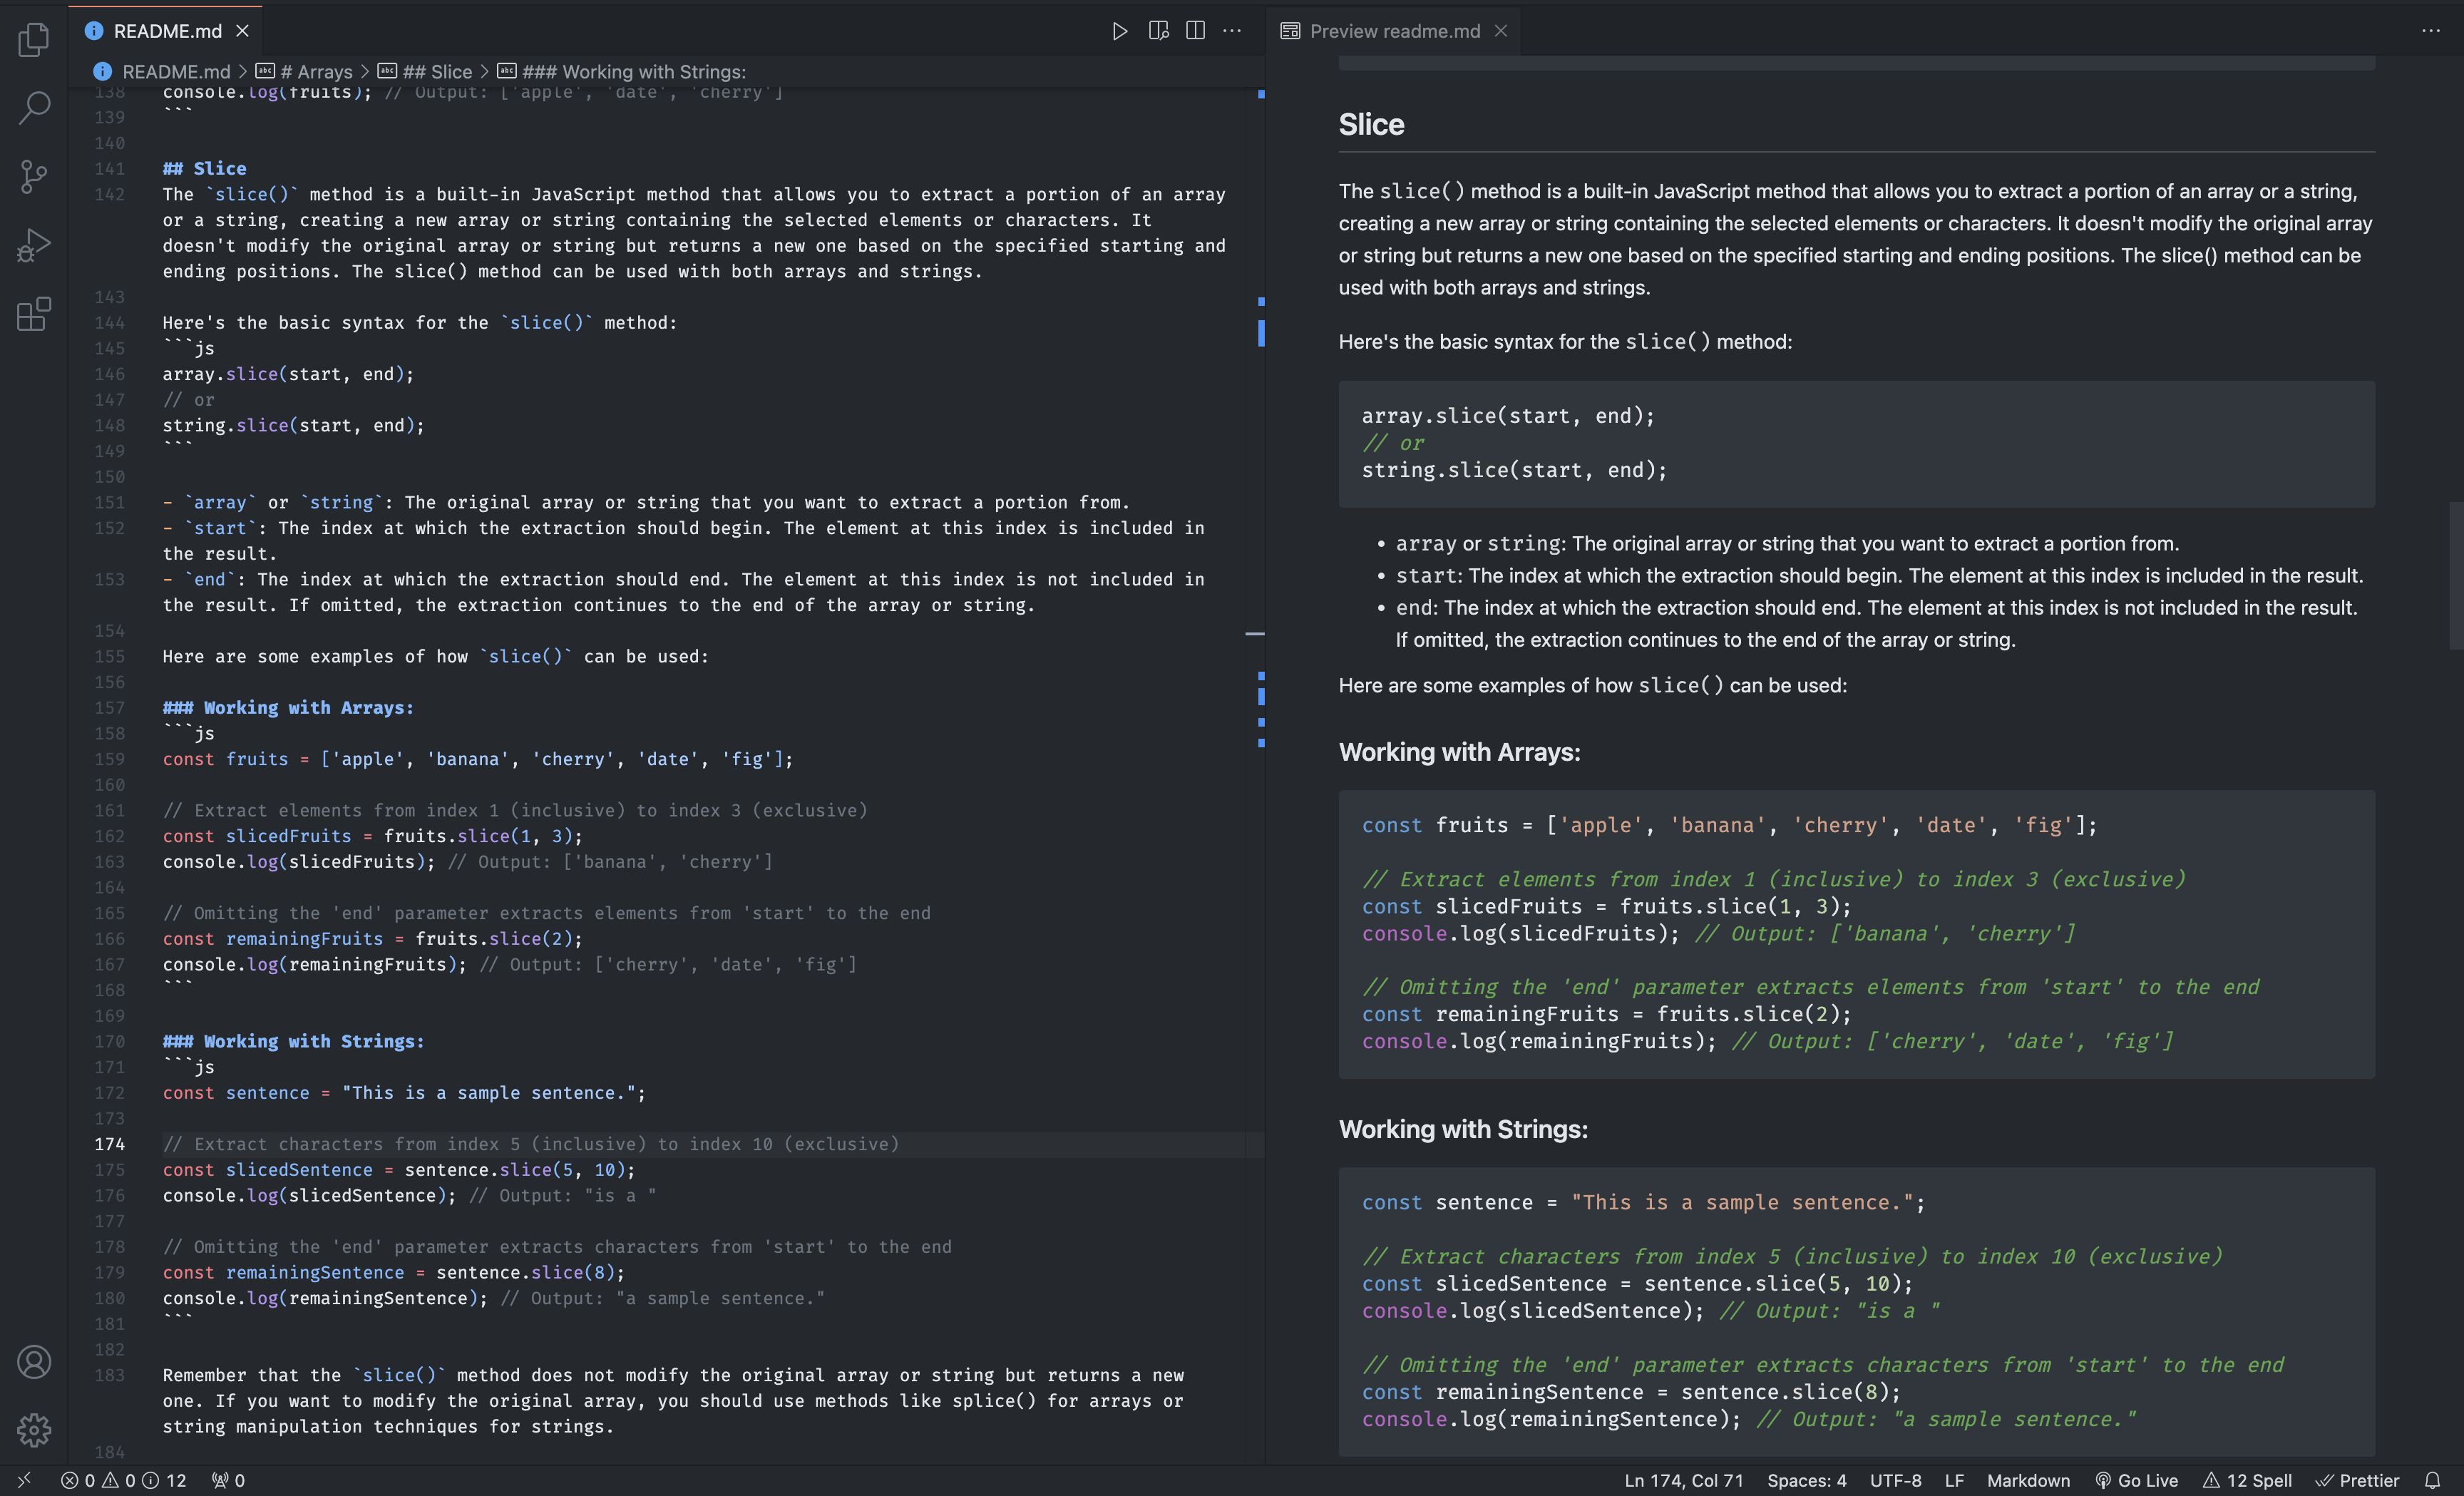 README.md
Preview readme.md
README.md > # Arrays > ## Slice > ### Working with Strings:
138 console.log(fruits); // Output: ['apple', 'date', 'cherry']
139 ```
140
141 ## Slice
142 The `slice()` method is a built-in JavaScript method that allows you to extract a portion of an array
or a string, creating a new array or string containing the selected elements or characters. It
doesn't modify the original array or string but returns a new one based on the specified starting and
ending positions. The slice() method can be used with both arrays and strings.
143
144 Here's the basic syntax for the `slice()` method:
145 ```js
146 array.slice(start, end);
147 // or
148 string.slice(start, end);
149 ```
150
151 - `array` or `string`: The original array or string that you want to extract a portion from.
152 - `start`: The index at which the extraction should begin. The element at this index is included in
the result.
153 - `end`: The index at which the extraction should end. The element at this index is not included in
the result. If omitted, the extraction continues to the end of the array or string.
154
155 Here are some examples of how `slice()` can be used:
156
157 ### Working with Arrays:
158 ```js
159 const fruits = ['apple', 'banana', 'cherry', 'date', 'fig'];
160
161 // Extract elements from index 1 (inclusive) to index 3 (exclusive)
162 const slicedFruits = fruits.slice(1, 3);
163 console.log(slicedFruits); // Output: ['banana', 'cherry']
164
165 // Omitting the 'end' parameter extracts elements from 'start' to the end
166 const remainingFruits = fruits.slice(2);
167 console.log(remainingFruits); // Output: ['cherry', 'date', 'fig']
168 ```
169
170 ### Working with Strings:
171 ```js
172 const sentence = "This is a sample sentence.";
173
174 // Extract characters from index 5 (inclusive) to index 10 (exclusive)
175 const slicedSentence = sentence.slice(5, 10);
176 console.log(slicedSentence); // Output: "is a "
177
178 // Omitting the 'end' parameter extracts characters from 'start' to the end
179 const remainingSentence = sentence.slice(8);
180 console.log(remainingSentence); // Output: "a sample sentence."
181 ```
182
183 Remember that the `slice()` method does not modify the original array or string but returns a new
one. If you want to modify the original array, you should use methods like splice() for arrays or
string manipulation techniques for strings.
184
Slice
The slice() method is a built-in JavaScript method that allows you to extract a portion of an array or a string,
creating a new array or string containing the selected elements or characters. It doesn't modify the original array
or string but returns a new one based on the specified starting and ending positions. The slice() method can be
used with both arrays and strings.
Here's the basic syntax for the slice() method:
array.slice(start, end);
// or
string.slice(start, end);
• array or string: The original array or string that you want to extract a portion from.
• start: The index at which the extraction should begin. The element at this index is included in the result.
• end: The index at which the extraction should end. The element at this index is not included in the result.
If omitted, the extraction continues to the end of the array or string.
Here are some examples of how slice() can be used:
Working with Arrays:
const fruits = ['apple', 'banana', 'cherry', 'date', 'fig'];
// Extract elements from index 1 (inclusive) to index 3 (exclusive)
const slicedFruits = fruits.slice(1, 3);
console.log(slicedFruits); // Output: ['banana', 'cherry']
// Omitting the 'end' parameter extracts elements from 'start' to the end
const remainingFruits = fruits.slice(2);
console.log(remainingFruits); // Output: ['cherry', 'date', 'fig']
Working with Strings:
const sentence = "This is a sample sentence.";
// Extract characters from index 5 (inclusive) to index 10 (exclusive)
const slicedSentence = sentence.slice(5, 10);
console.log(slicedSentence); // Output: "is a "
// Omitting the 'end' parameter extracts characters from 'start' to the end
const remainingSentence = sentence.slice(8);
console.log(remainingSentence); // Output: "a sample sentence."
0 0 12 0 Ln 174, Col 71 Spaces: 4 UTF-8 LF Markdown Go Live 12 Spell Prettier